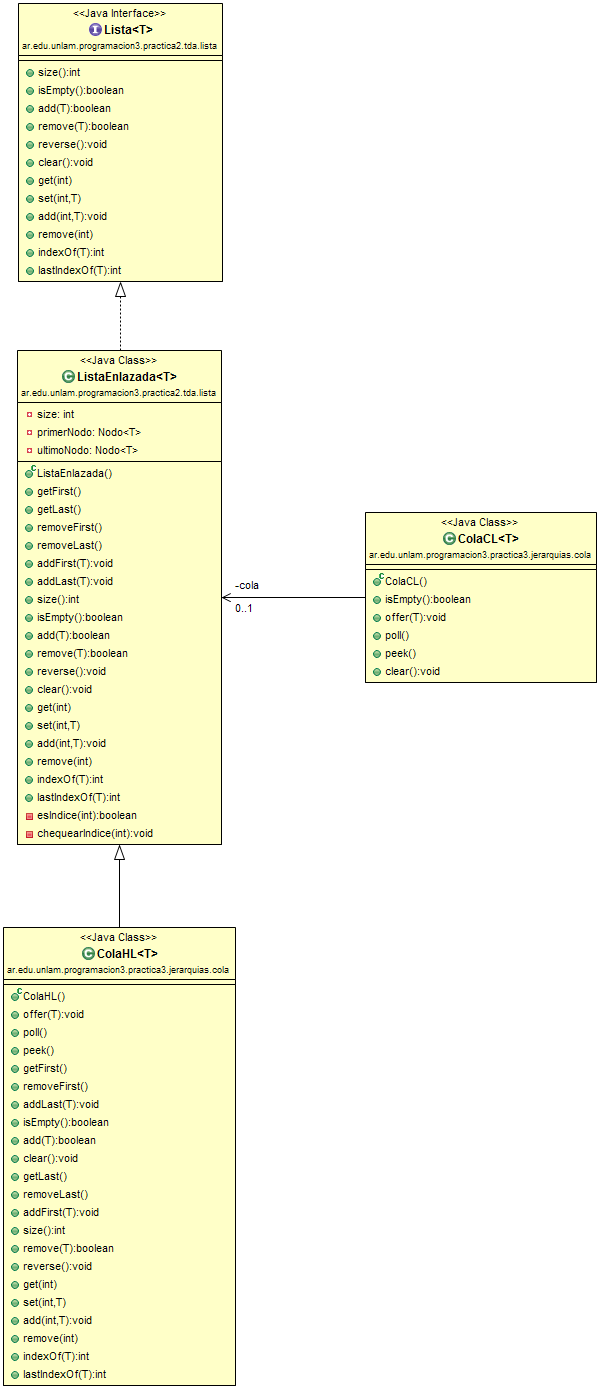 <<Java Interface>>
Lista<T>
ar.edu.unlam.programacion3.practica2.tda.lista
size():int
isEmpty():boolean
add(T):boolean
remove(T):boolean
reverse():void
clear():void
get(int)
set(int,T)
add(int,T):void
remove(int)
indexOf(T):int
lastIndexOf(T):int
<<Java Class>>
ListaEnlazada<T>
ar.edu.unlam.programacion3.practica2.tda.lista
size: int
primerNodo: Nodo<T>
ultimoNodo: Nodo<T>
ListaEnlazada()
getFirst()
getLast()
removeFirst()
removeLast()
addFirst(T):void
addLast(T):void
size():int
isEmpty():boolean
add(T):boolean
remove(T):boolean
reverse():void
clear():void
get(int)
set(int,T)
add(int,T):void
remove(int)
indexOf(T):int
lastIndexOf(T):int
esIndice(int):boolean
chequearIndice(int):void
-cola
0..1
<<Java Class>>
ColaCL<T>
ar.edu.unlam.programacion3.practica3.jerarquias.cola
ColaCL()
isEmpty():boolean
offer(T):void
poll()
peek()
clear():void
<<Java Class>>
ColaHL<T>
ar.edu.unlam.programacion3.practica3.jerarquias.cola
ColaHL()
offer(T):void
poll()
peek()
getFirst()
removeFirst()
addLast(T):void
isEmpty():boolean
add(T):boolean
clear():void
getLast()
removeLast()
addFirst(T):void
size():int
remove(T):boolean
reverse():void
get(int)
set(int,T)
add(int,T):void
remove(int)
indexOf(T):int
lastIndexOf(T):int